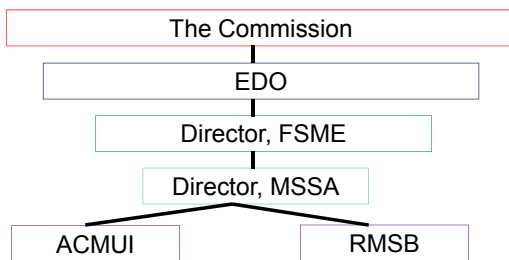 The Commission
EDO
Director, FSME
Director, MSSA
ACMUI
RMSB